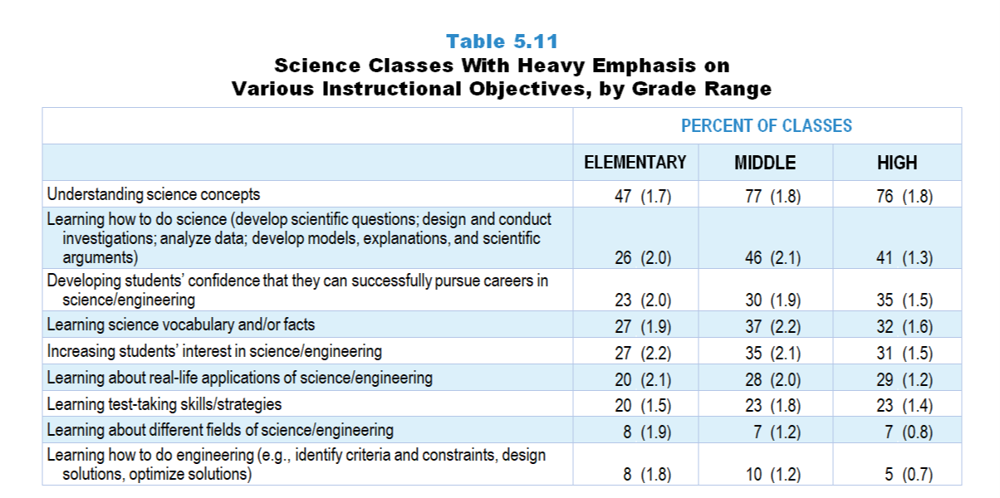 Table 5.11
Science Classes With Heavy Emphasis on
Various Instructional Objectives, by Grade Range
PERCENT OF CLASSES
ELEMENTARY MIDDLE HIGH
Understanding science concepts 47 (1.7) 77 (1.8) 76 (1.8)
Learning how to do science (develop scientific questions; design and conduct
investigations; analyze data; develop models, explanations, and scientific
arguments) 26 (2.0) 46 (2.1) 41 (1.3)
Developing students’ confidence that they can successfully pursue careers in
science/engineering 23 (2.0) 30 (1.9) 35 (1.5)
Learning science vocabulary and/or facts 27 (1.9) 37 (2.2) 32 (1.6)
Increasing students’ interest in science/engineering 27 (2.2) 35 (2.1) 31 (1.5)
Learning about real-life applications of science/engineering 20 (2.1) 28 (2.0) 29 (1.2)
Learning test-taking skills/strategies 20 (1.5) 23 (1.8) 23 (1.4)
Learning about different fields of science/engineering 8 (1.9) 7 (1.2) 7 (0.8)
Learning how to do engineering (e.g., identify criteria and constraints, design
solutions, optimize solutions) 8 (1.8) 10 (1.2) 5 (0.7)